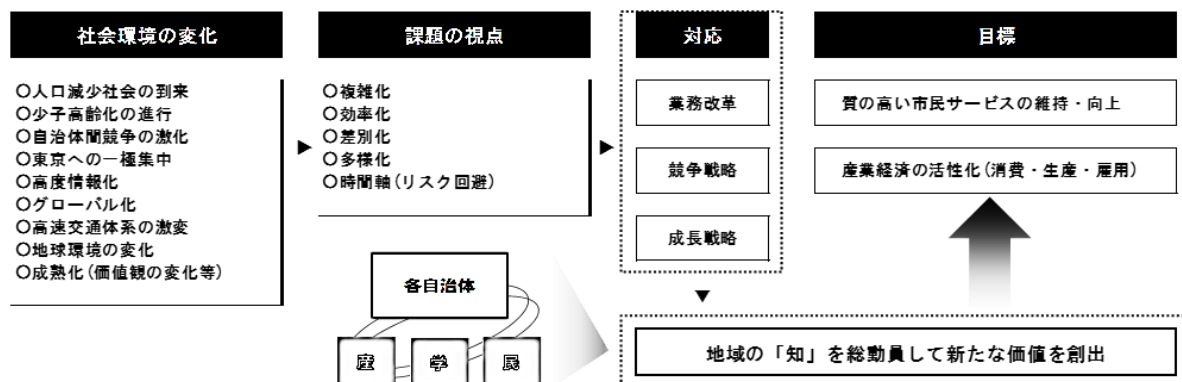 社会環境の変化
○人口減少社会の到来
○少子高齢化の進行
○自治体間競争の激化
○東京への一極集中
○高度情報化
○グローバル化
○高速交通体系の激変
○地球環境の変化
○成熟化(価値観の変化等)
課題の視点
○複雑化
○効率化
○差別化
○多様化
○時間軸(リスク回避)
対応
業務改革
競争戦略
成長戦略
目標
質の高い市民サービスの維持・向上
産業経済の活性化(消費・生産・雇用)
各自治体
産 学 民
地域の「知」を総動員して新たな価値を創出